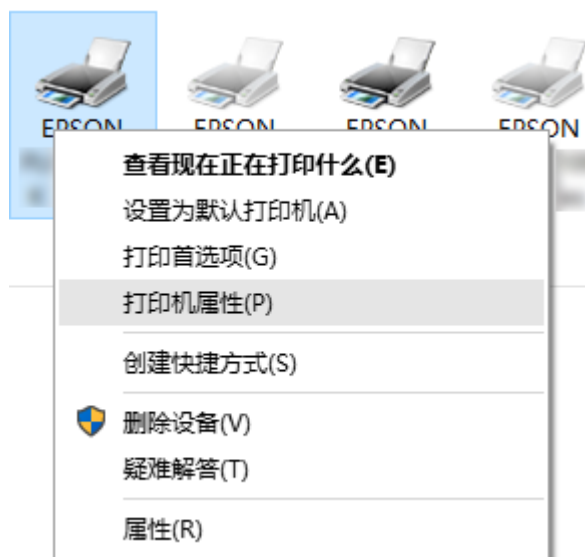 EPSON EPSON EPSON EPSON
查看现在正在打印什么(E)
设置为默认打印机(A)
打印首选项(G)
打印机属性(P)
创建快捷方式(S)
删除设备(V)
疑难解答(T)
属性(R)